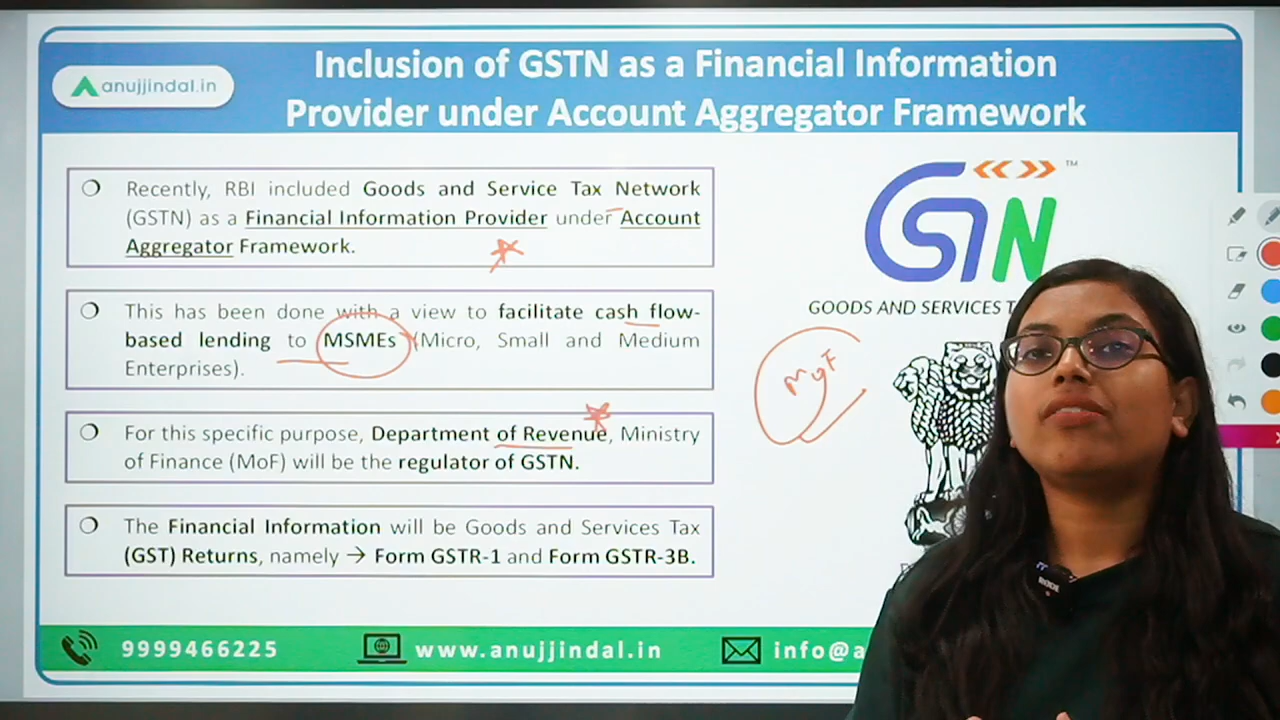 Inclusion of GSTN as a Financial Information
Provider under Account Aggregator Framework
anujjindal.in
Recently, RBI included Goods and Service Tax Network
(GSTN) as a Financial Information Provider under Account
Aggregator Framework.
This has been done with a view to facilitate cash flow-
based lending to MSMEs (Micro, Small and Medium
Enterprises).
For this specific purpose, Department of Revenue, Ministry
of Finance (MoF) will be the regulator of GSTN.
The Financial Information will be Goods and Services Tax
(GST) Returns, namely → Form GSTR-1 and Form GSTR-3B.
GSTN
TM
GOODS AND SERVICES T
MSME
9999466225
www.anujjindal.in
info@a
RODE